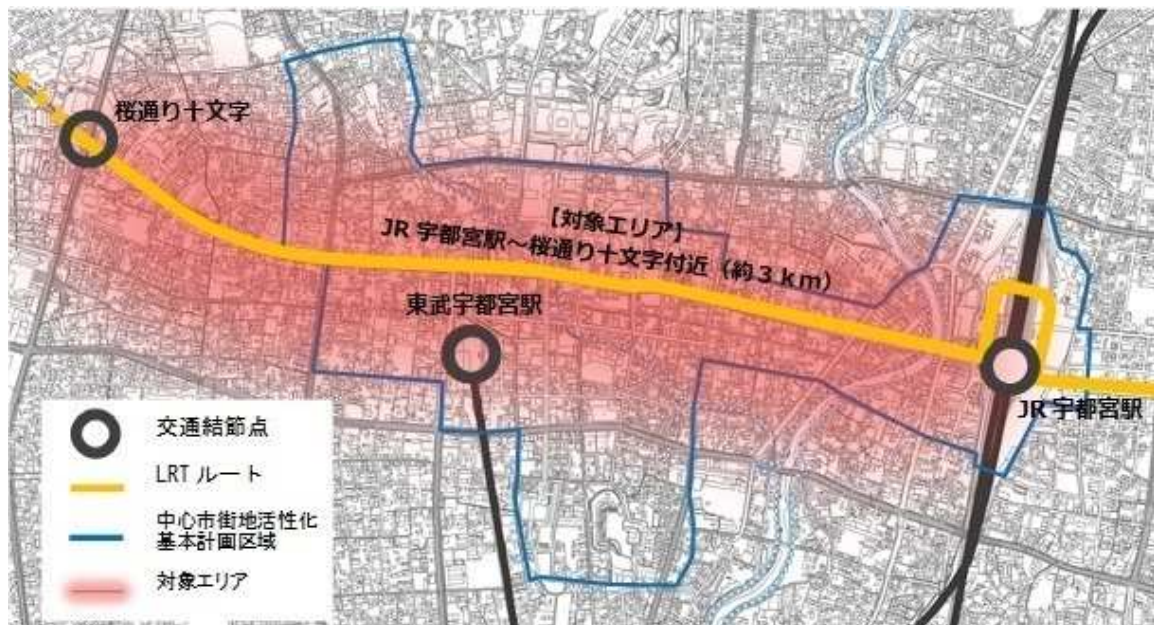 桜通り十文字
【対象エリア】
JR 宇都宮駅～桜通り十文字付近（約3km）
東武宇都宮駅
JR 宇都宮駅
交通結節点
LRT ルート
中心市街地活性化
基本計画区域
対象エリア